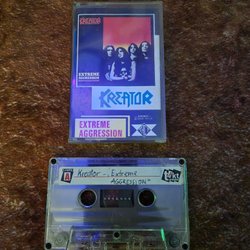 KREATOR
EXTREME
AGGRESSION
KREATOR
EXTREME
AGGRESSION
A Kreator - "Extreme
AGGRESSION"